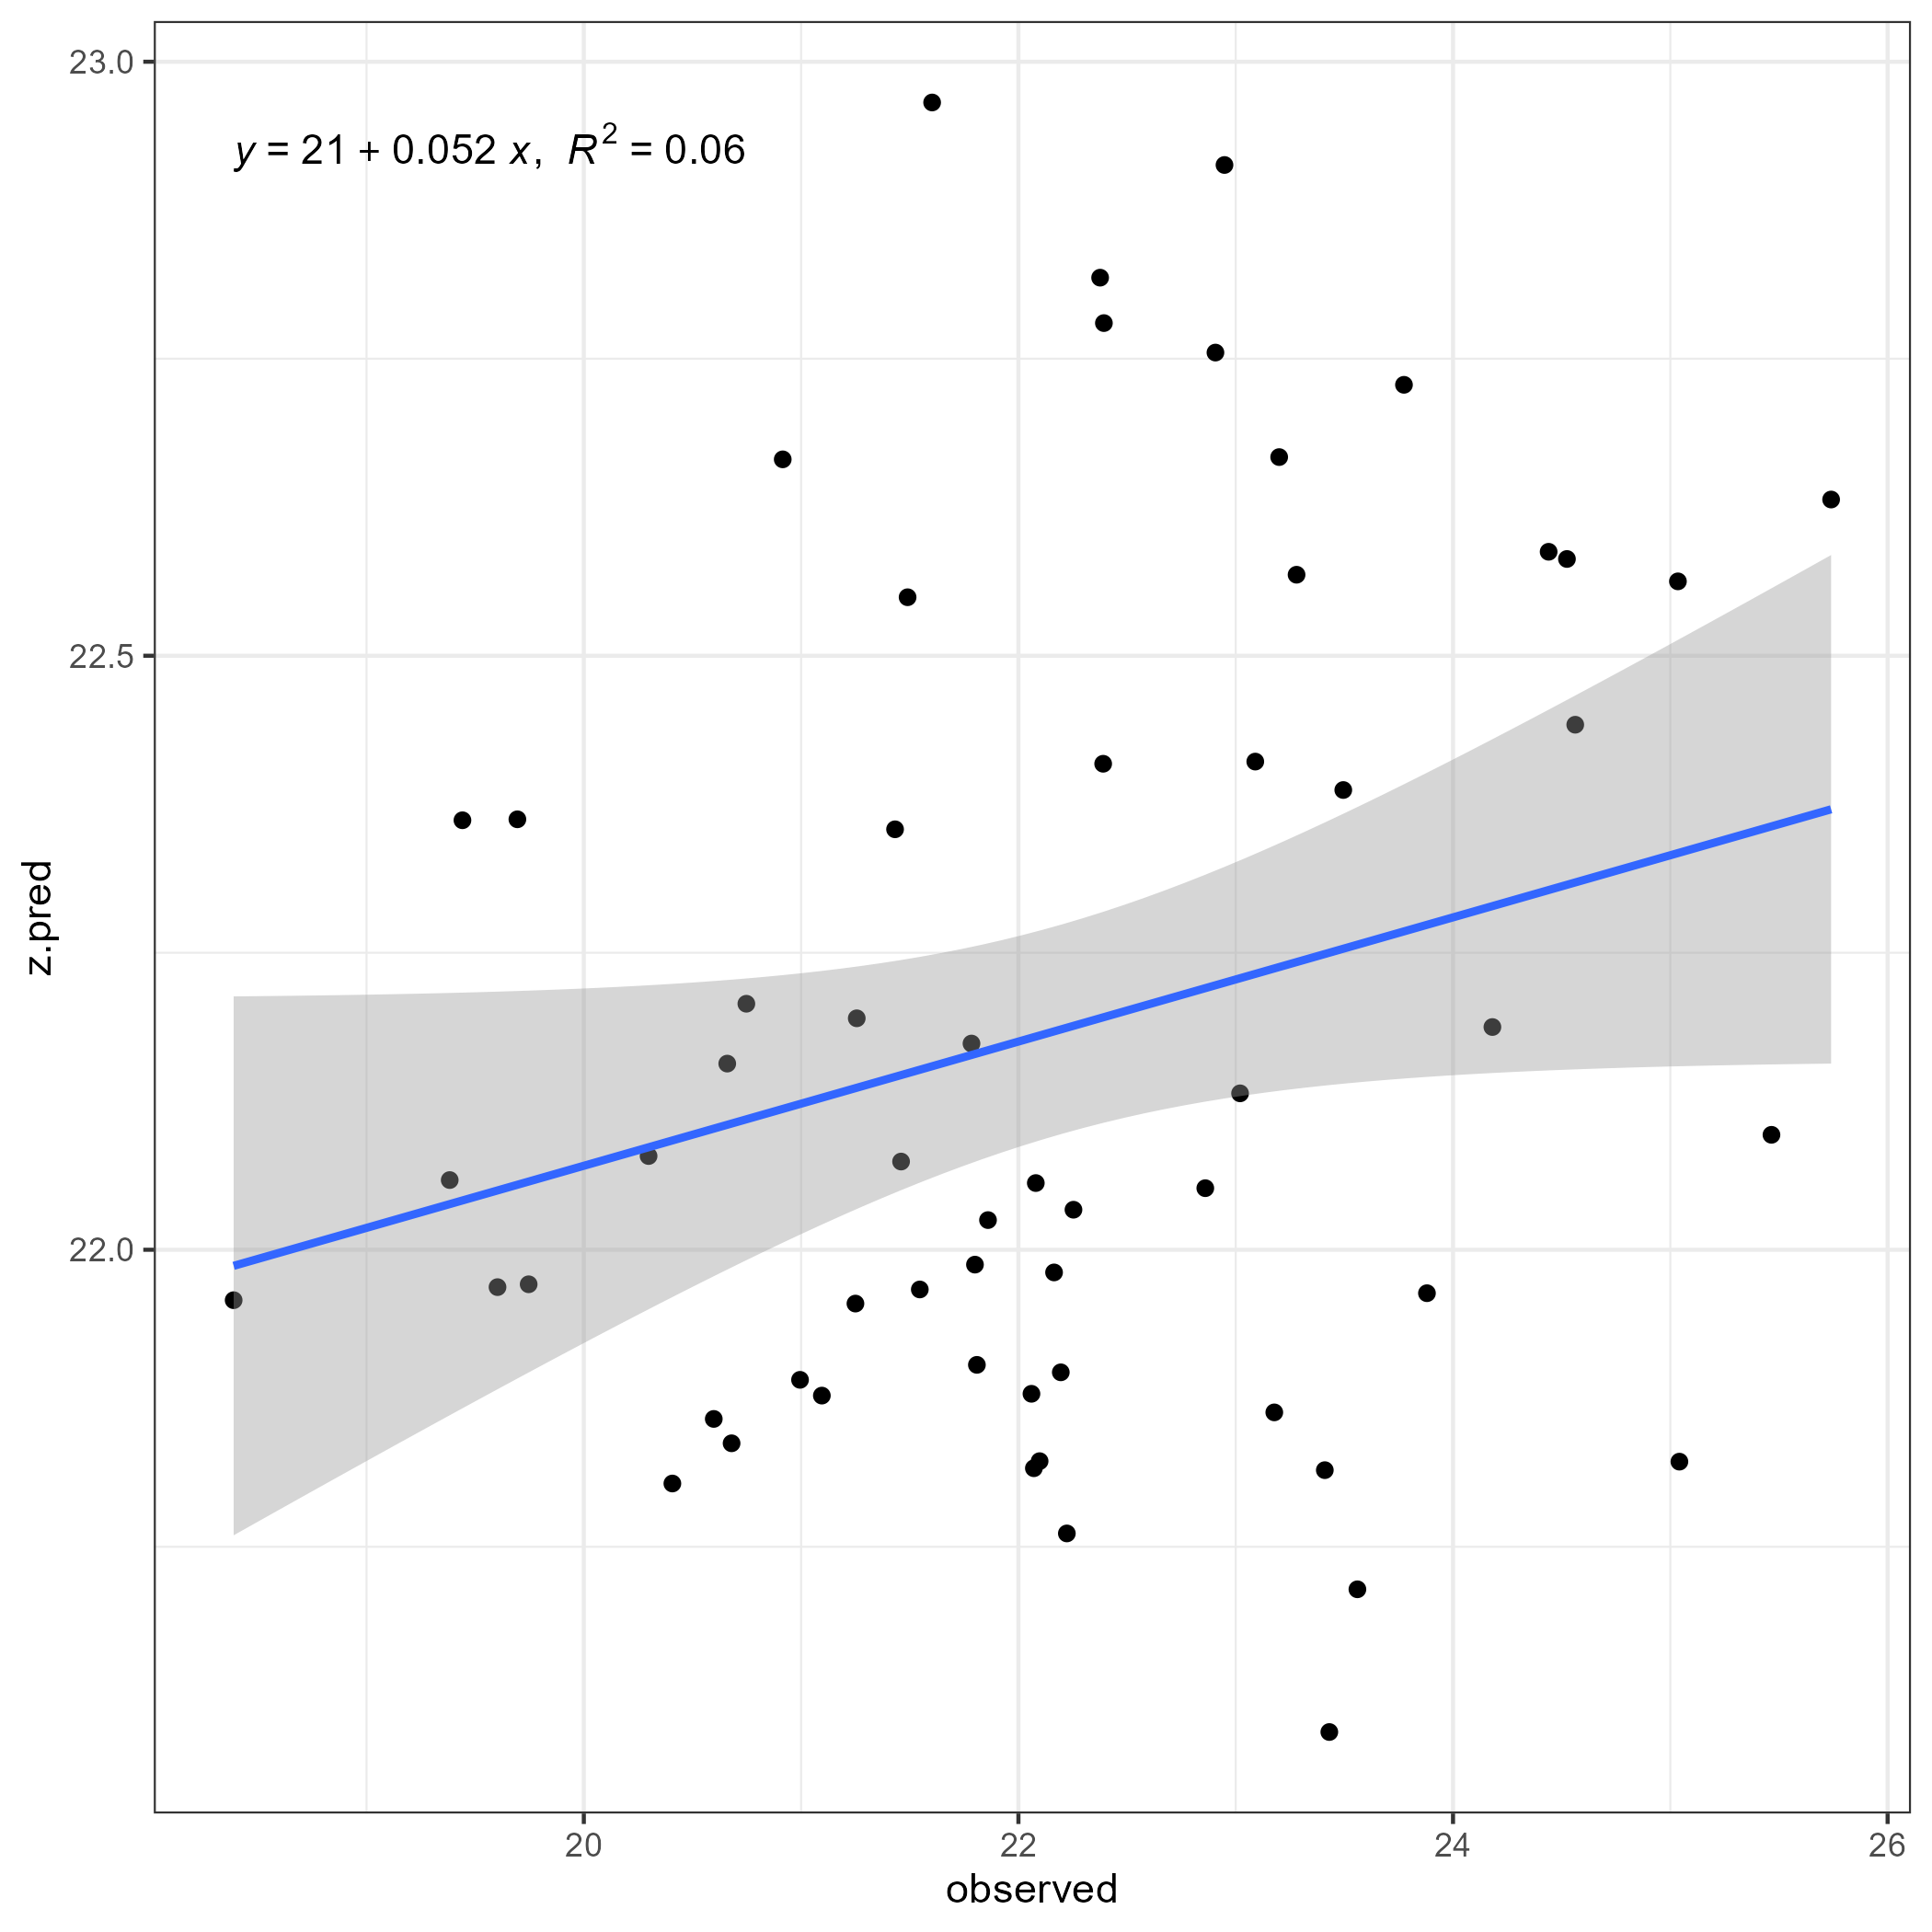 23.0
y = 21 + 0.052 x, R² = 0.06
22.5
z.pred
22.0
20 22 24 26
observed